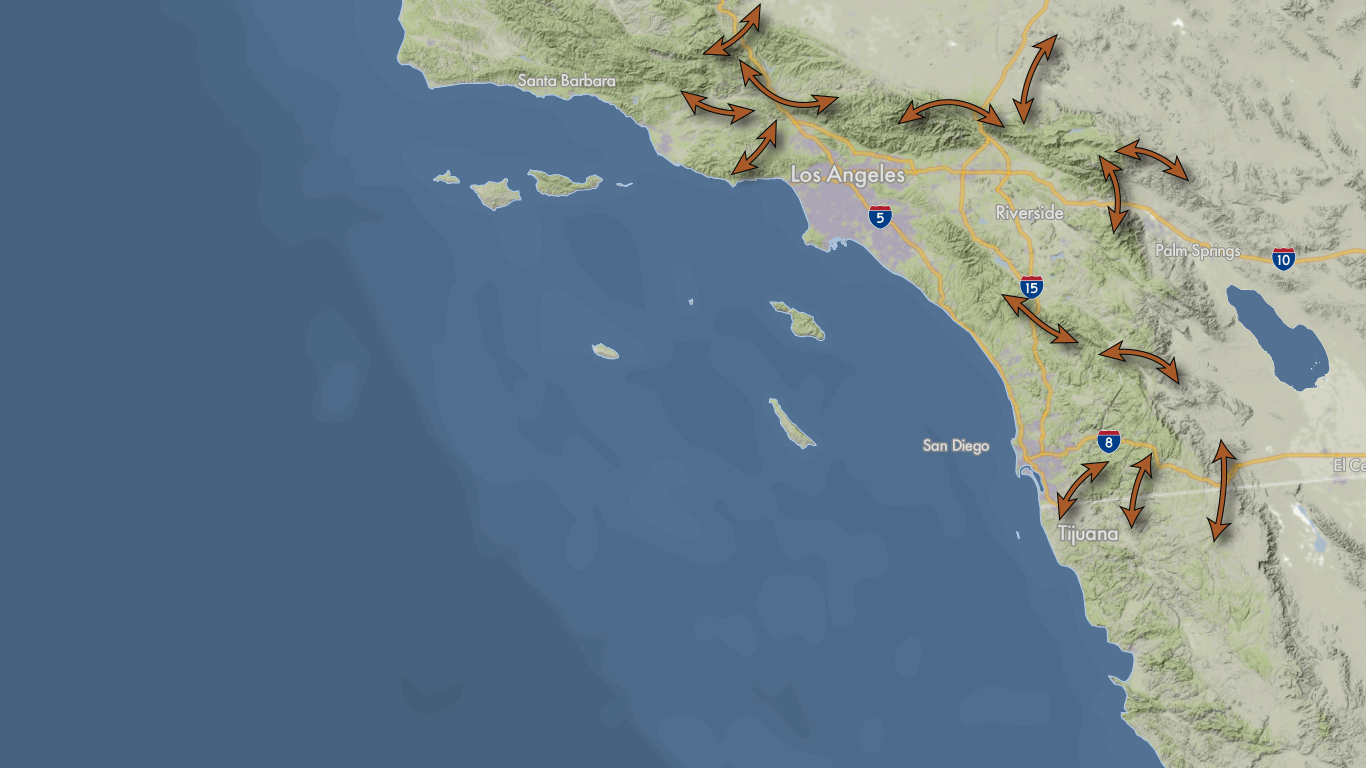 Santa Barbara
Los Angeles
5
Riverside
Palm Springs
10
15
San Diego
8
El Ce
Tijuana